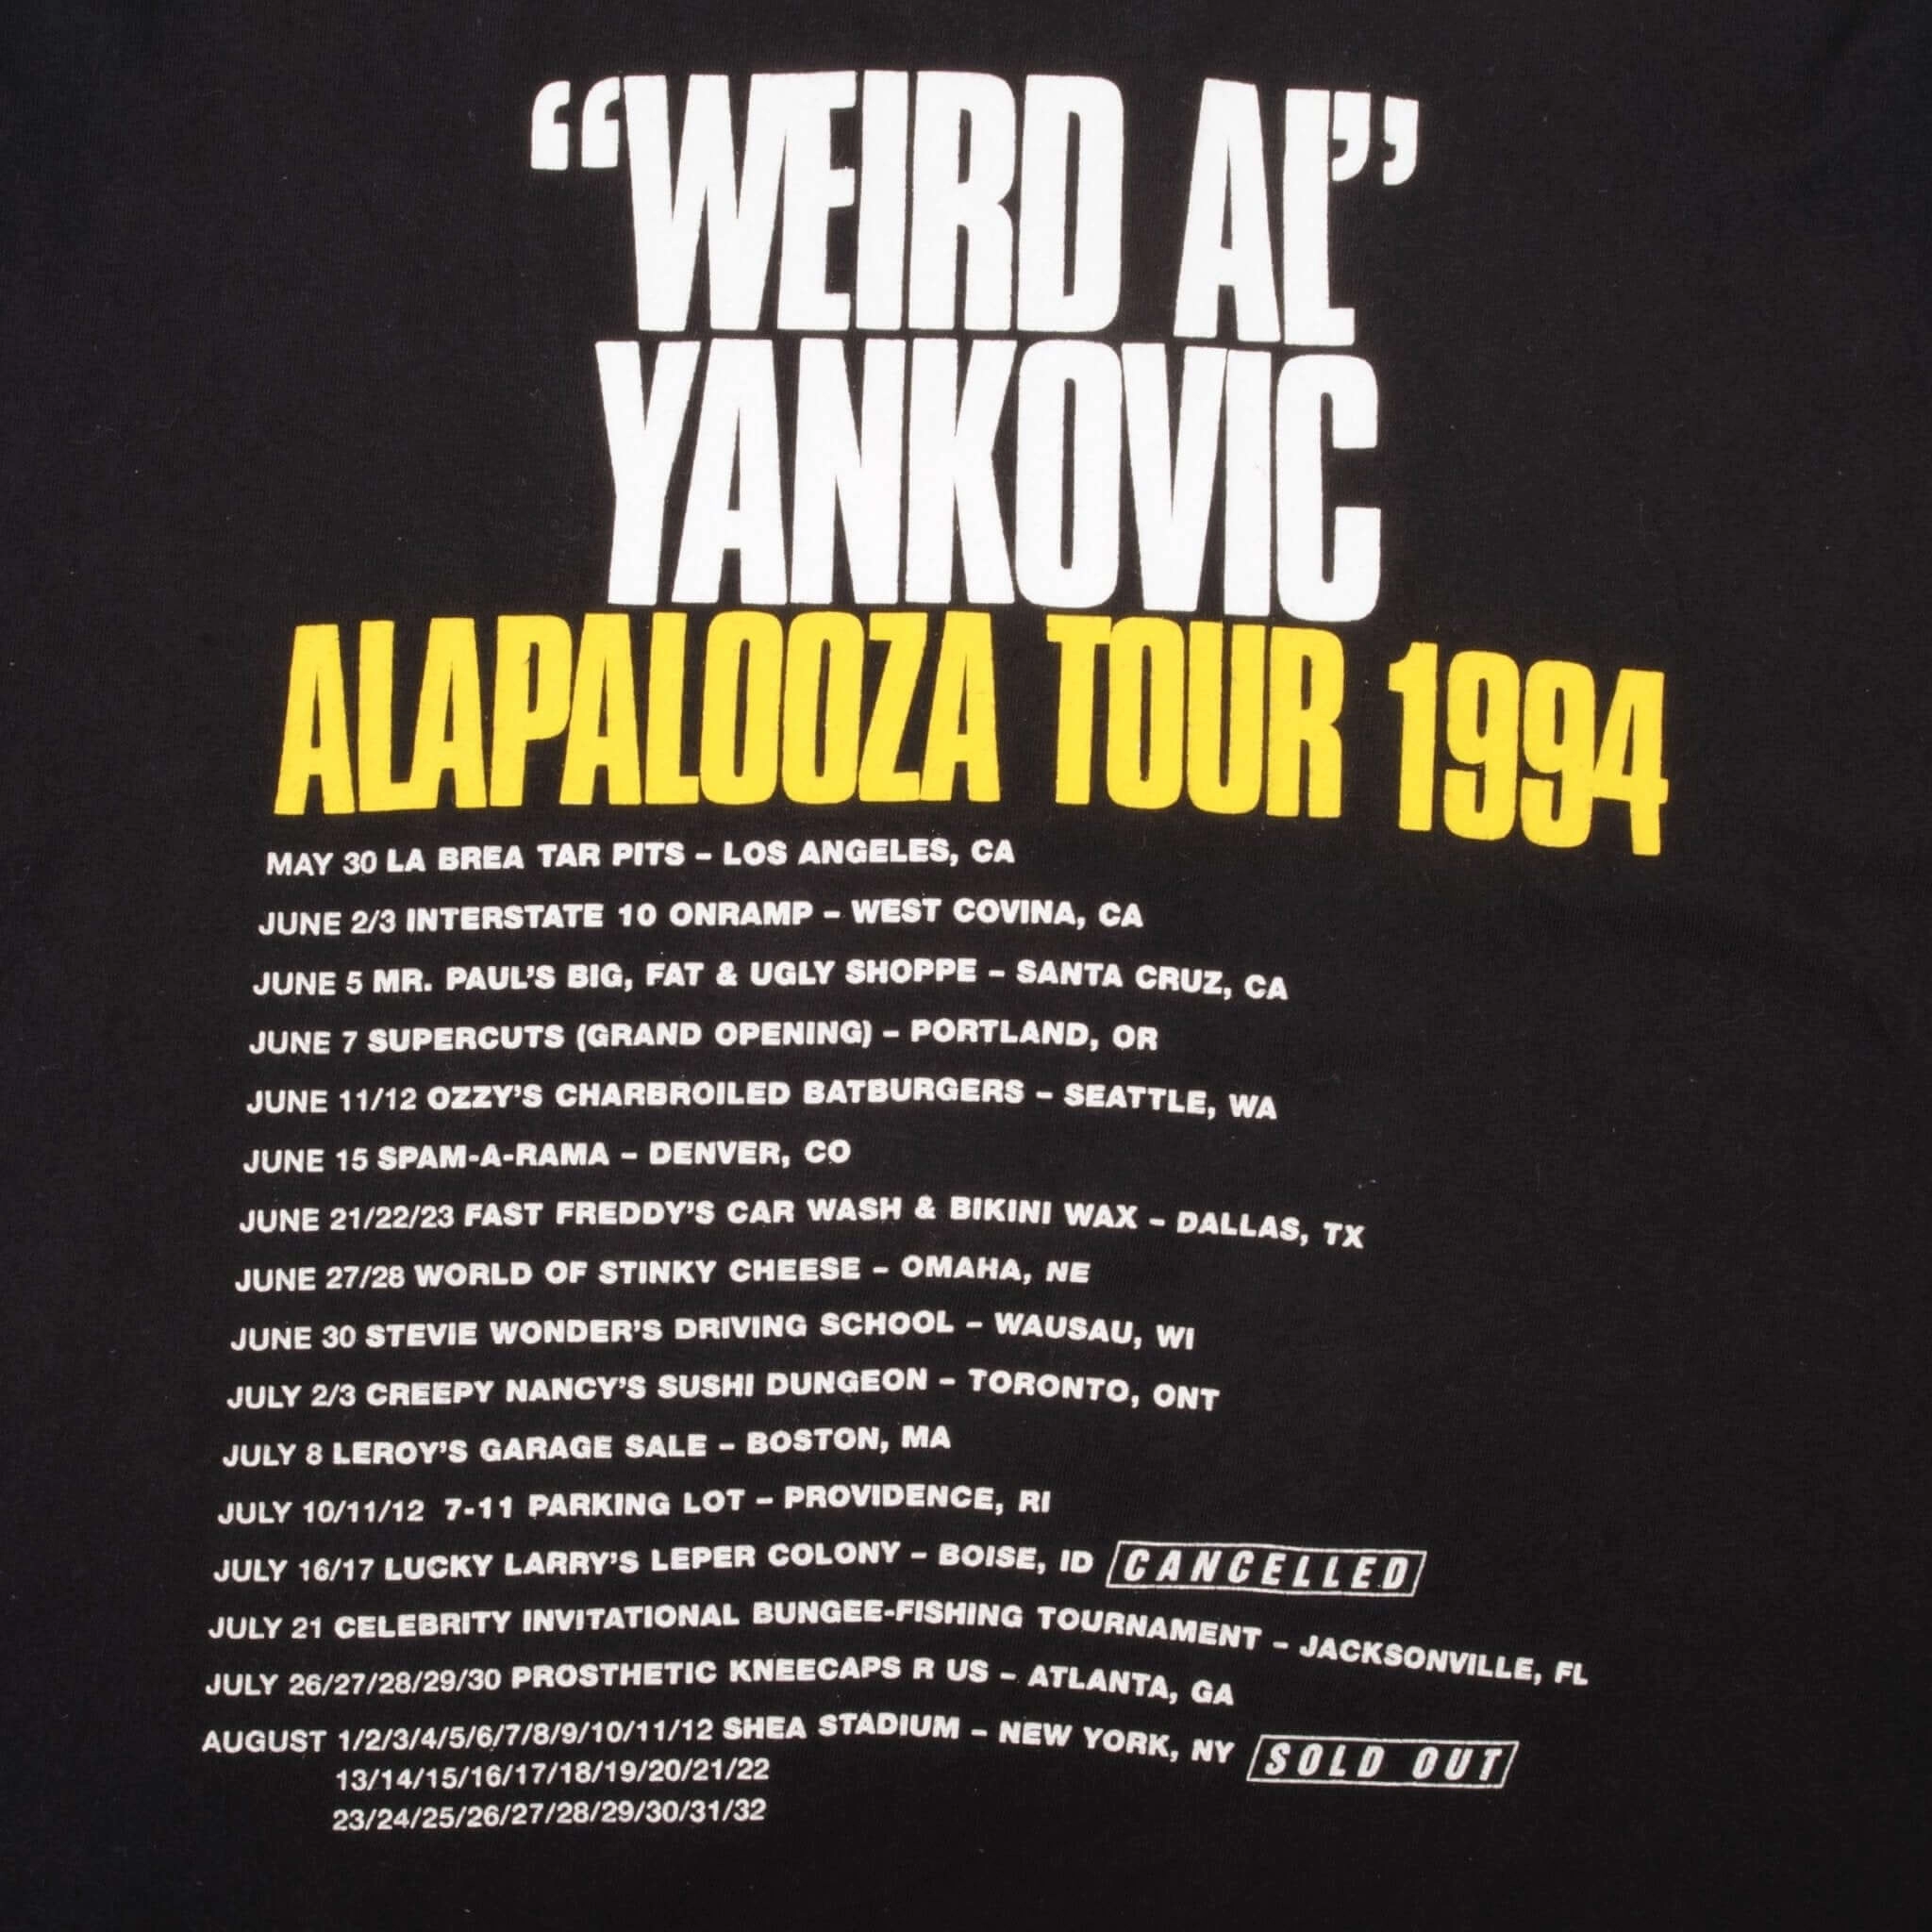 “WEIRD AL”
YANKOVIC
ALAPALOOZA TOUR 1994
MAY 30 LA BREA TAR PITS – LOS ANGELES, CA
JUNE 2/3 INTERSTATE 10 ONRAMP – WEST COVINA, CA
JUNE 5 MR. PAUL’S BIG, FAT & UGLY SHOPPE – SANTA CRUZ, CA
JUNE 7 SUPERCUTS (GRAND OPENING) – PORTLAND, OR
JUNE 11/12 OZZY’S CHARBROILED BATBURGERS – SEATTLE, WA
JUNE 15 SPAM-A-RAMA – DENVER, CO
JUNE 21/22/23 FAST FREDDY’S CAR WASH & BIKINI WAX – DALLAS, TX
JUNE 27/28 WORLD OF STINKY CHEESE – OMAHA, NE
JUNE 30 STEVIE WONDER’S DRIVING SCHOOL – WAUSAU, WI
JULY 2/3 CREEPY NANCY’S SUSHI DUNGEON – TORONTO, ONT
JULY 8 LEROY’S GARAGE SALE – BOSTON, MA
JULY 10/11/12 7-11 PARKING LOT – PROVIDENCE, RI
JULY 16/17 LUCKY LARRY’S LEPER COLONY – BOISE, ID CANCELLED
JULY 21 CELEBRITY INVITATIONAL BUNGEE-FISHING TOURNAMENT – JACKSONVILLE, FL
JULY 26/27/28/29/30 PROSTHETIC KNEECAPS R US – ATLANTA, GA
AUGUST 1/2/3/4/5/6/7/8/9/10/11/12 SHEA STADIUM – NEW YORK, NY SOLD OUT
13/14/15/16/17/18/19/20/21/22
23/24/25/26/27/28/29/30/31/32